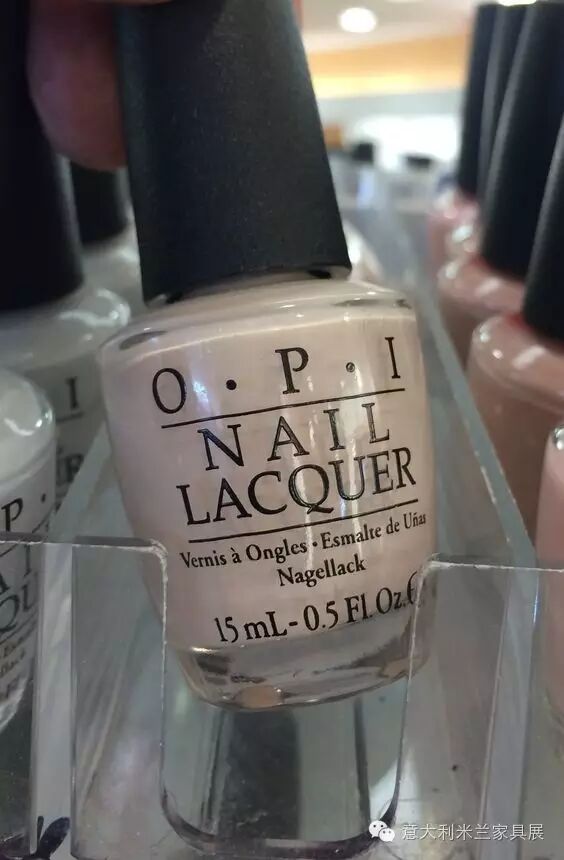 O · P · I
NAIL
LACQUER
Vernis à Ongles · Esmalte de Uñas
Nagellack
15 mL - 0.5 Fl. Oz.
意大利米兰家具展